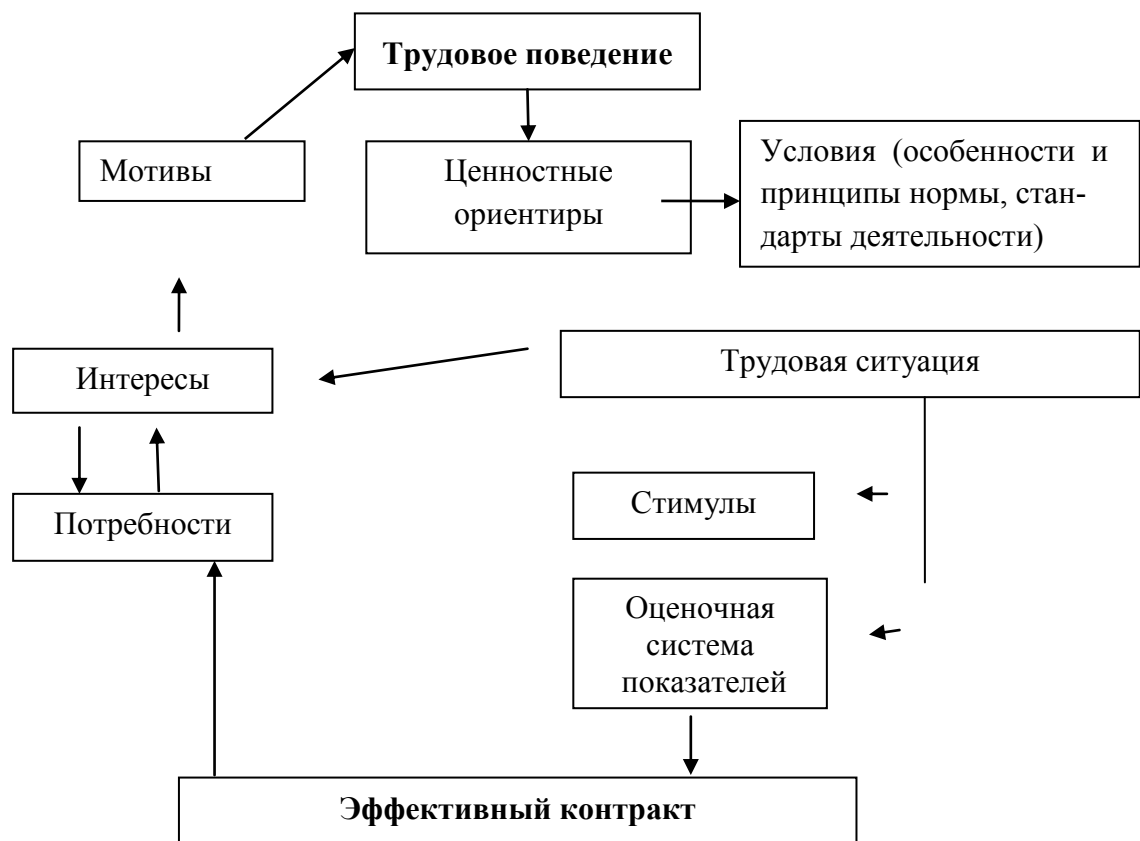 Трудовое поведение
Мотивы
Ценностные
ориентиры
Условия (особенности и
принципы нормы, стан-
дарты деятельности)
Интересы
Трудовая ситуация
Потребности
Стимулы
Оценочная
система
показателей
Эффективный контракт